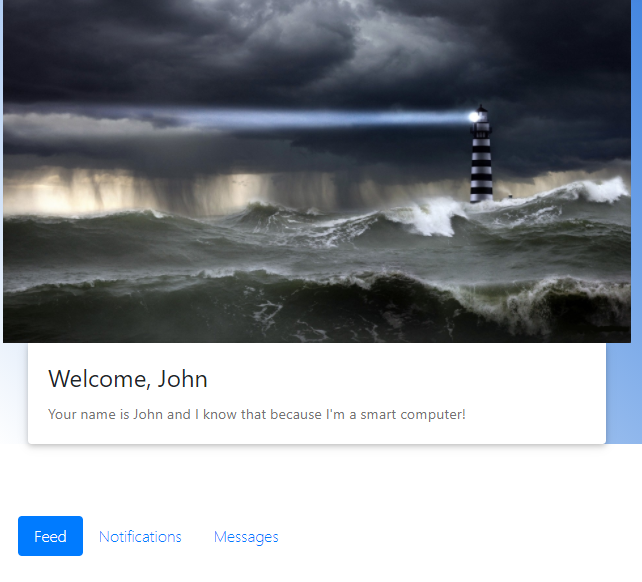 Welcome, John
Your name is John and I know that because I'm a smart computer!
Feed Notifications Messages